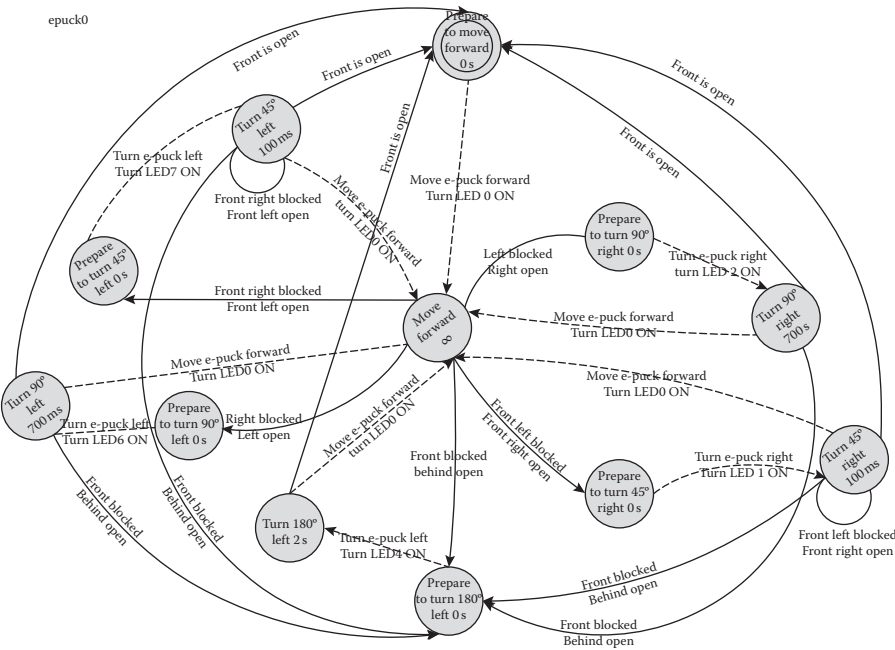 epuck0
Prepare
to move
forward
0 s
Front is open
Front is open
Front is open
Front is open
Front is open
Turn 45°
left
100 ms
Turn e-puck left
Turn LED7 ON
Front right blocked
Front left open
Move e-puck forward
turn LED0 ON
Move e-puck forward
Turn LED 0 ON
Prepare
to turn 90°
right 0 s
Left blocked
Right open
Turn e-puck right
turn LED 2 ON
Prepare
to turn 45°
left 0 s
Front right blocked
Front left open
Move
forward
∞
Turn 90°
right
700 s
Move e-puck forward
Turn LED0 ON
Move e-puck forward
Turn LED0 ON
Move e-puck forward
Turn LED0 ON
Turn 90°
left
700 ms
Turn e-puck left
Turn LED6 ON
Prepare
to turn 90°
left 0 s
Right blocked
Left open
Move e-puck forward
turn LED0 ON
Front blocked
behind open
Front left blocked
Front right open
Prepare
to turn 45°
right 0 s
Turn e-puck right
Turn LED 1 ON
Turn 45°
right
100 ms
Front left blocked
Front right open
Front blocked
Behind open
Front blocked
Behind open
Turn 180°
left 2 s
Turn e-puck left
Turn LED4 ON
Prepare
to turn 180°
left 0 s
Front blocked
Behind open
Front blocked
Behind open